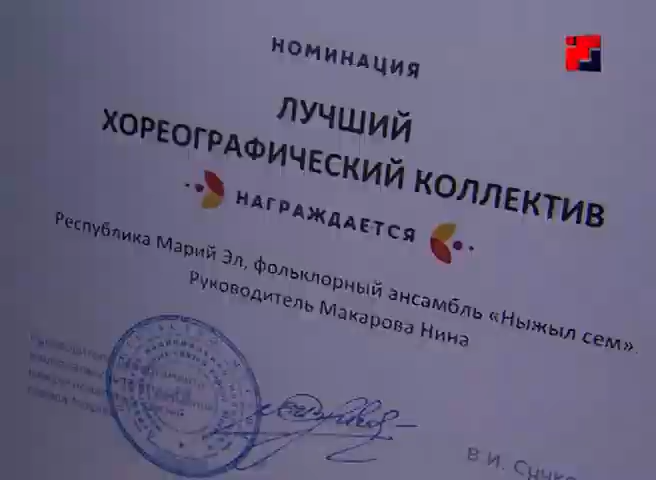 НОМИНАЦИЯ
ЛУЧШИЙ
ХОРЕОГРАФИЧЕСКИЙ КОЛЛЕКТИВ
НАГРАЖДАЕТСЯ
Республика Марий Эл, фольклорный ансамбль «Ныжыл сем».
Руководитель Макарова Нина
В.И.